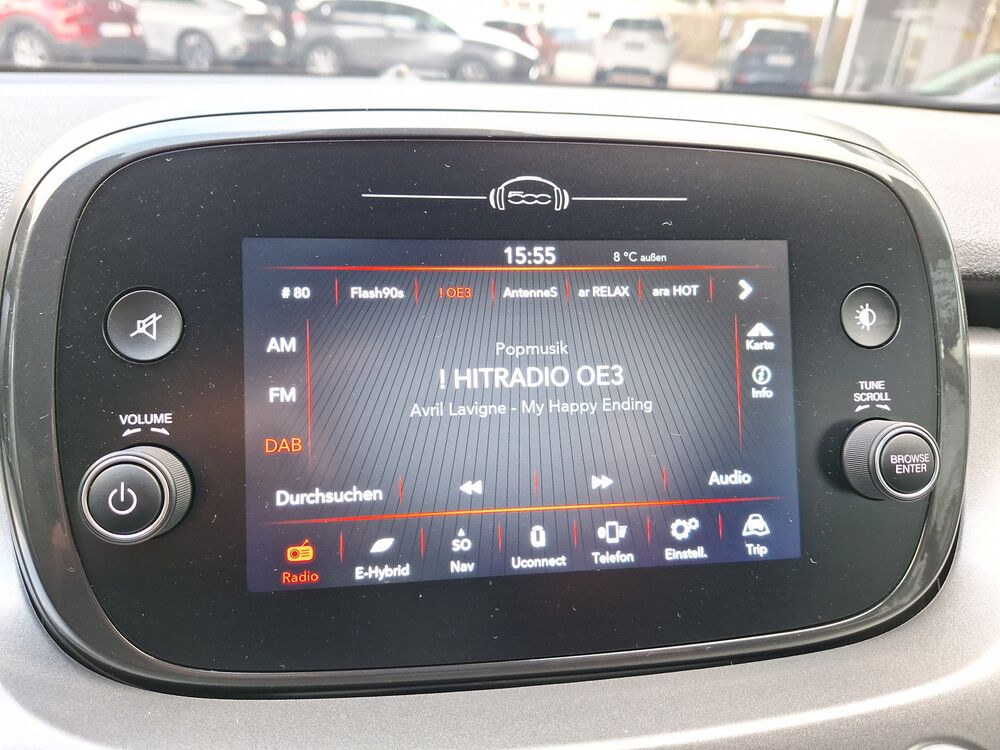 500
15:55 8 °C außen
# 80 Flash90s ! OE3 AntenneS ar RELAX ara HOT
AM
FM
DAB
Popmusik
! HITRADIO OE3
Avril Lavigne - My Happy Ending
Karte
Info
Durchsuchen Audio
Radio E-Hybrid SO Nav Uconnect Telefon Einstell. Trip
VOLUME
TUNE
SCROLL
BROWSE
ENTER